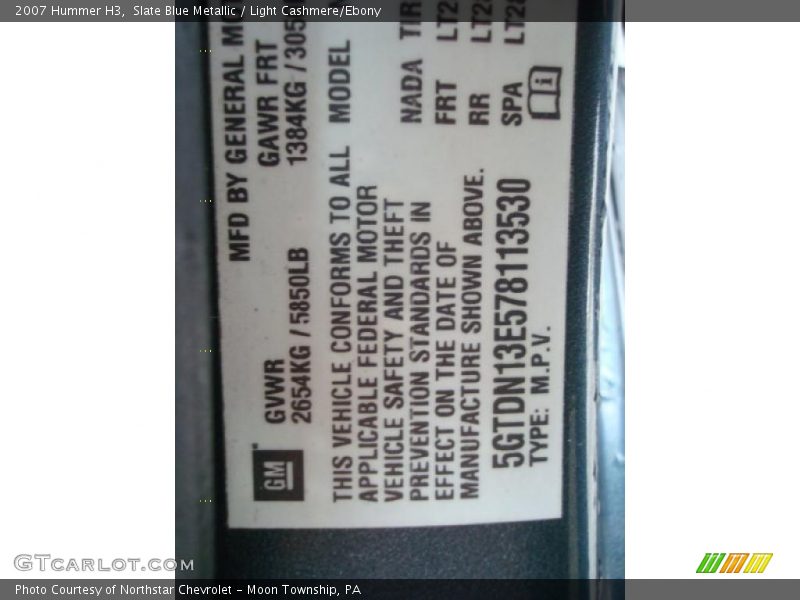 2007 Hummer H3, Slate Blue Metallic / Light Cashmere/Ebony
MFD BY GENERAL
GAWR FRT
1384KG / 305
GVWR
2654KG / 5850LB
GM
THIS VEHICLE CONFORMS TO ALL
APPLICABLE FEDERAL MOTOR
VEHICLE SAFETY AND THEFT
PREVENTION STANDARDS IN
EFFECT ON THE DATE OF
MANUFACTURE SHOWN ABOVE.
5GTDN13E578113530
TYPE: M.P.V.
MODEL
NADA TIR
FRT LT2
RR LT2
SPA LT2
GTcarlot.com
Photo Courtesy of Northstar Chevrolet - Moon Township, PA